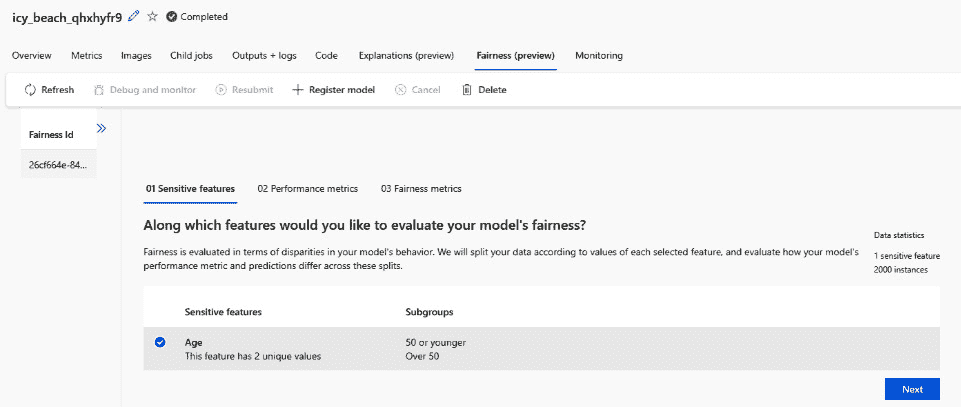 icy_beach_qhxhyfr9 Completed
Overview Metrics Images Child jobs Outputs + logs Code Explanations (preview) Fairness (preview) Monitoring
Refresh Debug and monitor Resubmit Register model Cancel Delete
Fairness Id
26cf664e-84...
01 Sensitive features 02 Performance metrics 03 Fairness metrics
Along which features would you like to evaluate your model's fairness?
Fairness is evaluated in terms of disparities in your model's behavior. We will split your data according to values of each selected feature, and evaluate how your model's
performance metric and predictions differ across these splits.
Data statistics
1 sensitive feature
2000 instances
Sensitive features Subgroups
Age 50 or younger
This feature has 2 unique values Over 50
Next